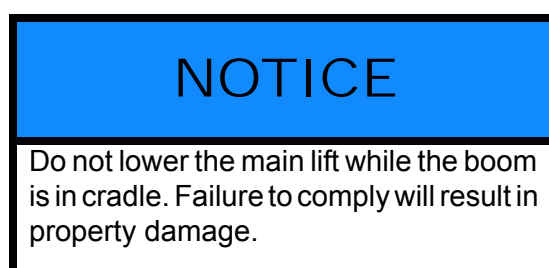 NOTICE
Do not lower the main lift while the boom
is in cradle. Failure to comply will result in
property damage.